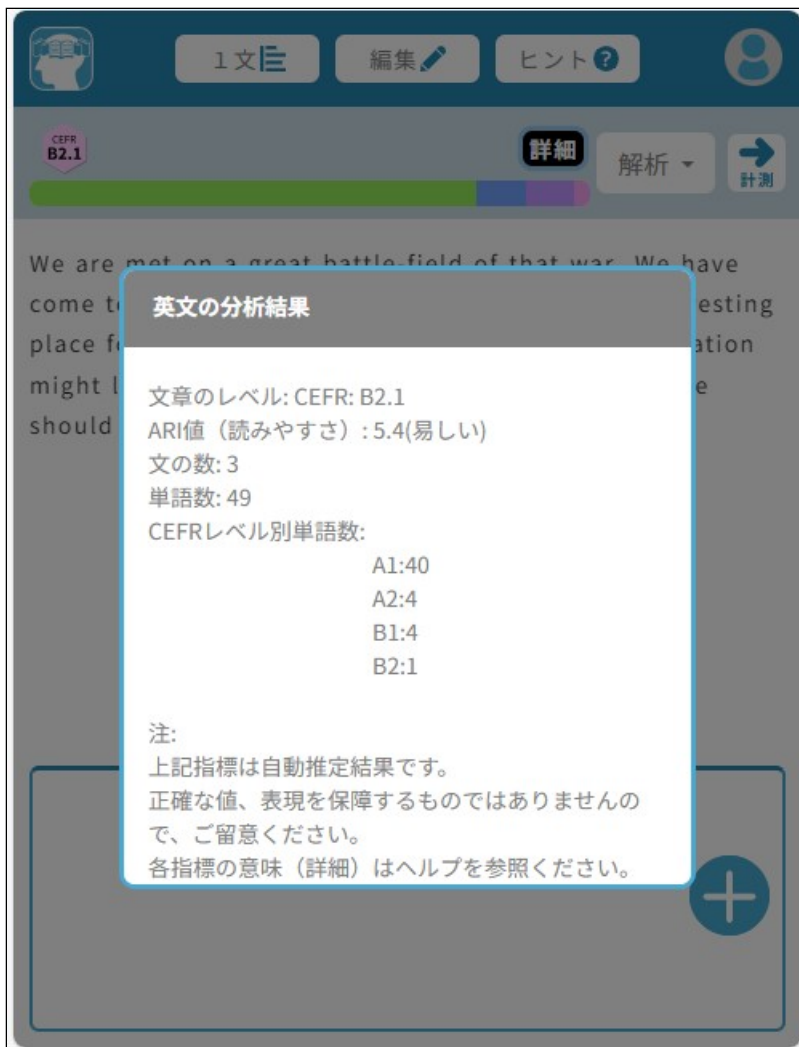 １文
編集
ヒント
CEFR
B2.1
詳細
解析
計測
We are met on a great battle-field of that war. We have
come t esting
place f ation
might l e
should
英文の分析結果
文章のレベル: CEFR: B2.1
ARI値（読みやすさ）: 5.4(易しい)
文の数: 3
単語数: 49
CEFRレベル別単語数:
A1:40
A2:4
B1:4
B2:1
注:
上記指標は自動推定結果です。
正確な値、表現を保障するものではありませんの
で、ご留意ください。
各指標の意味（詳細）はヘルプを参照ください。